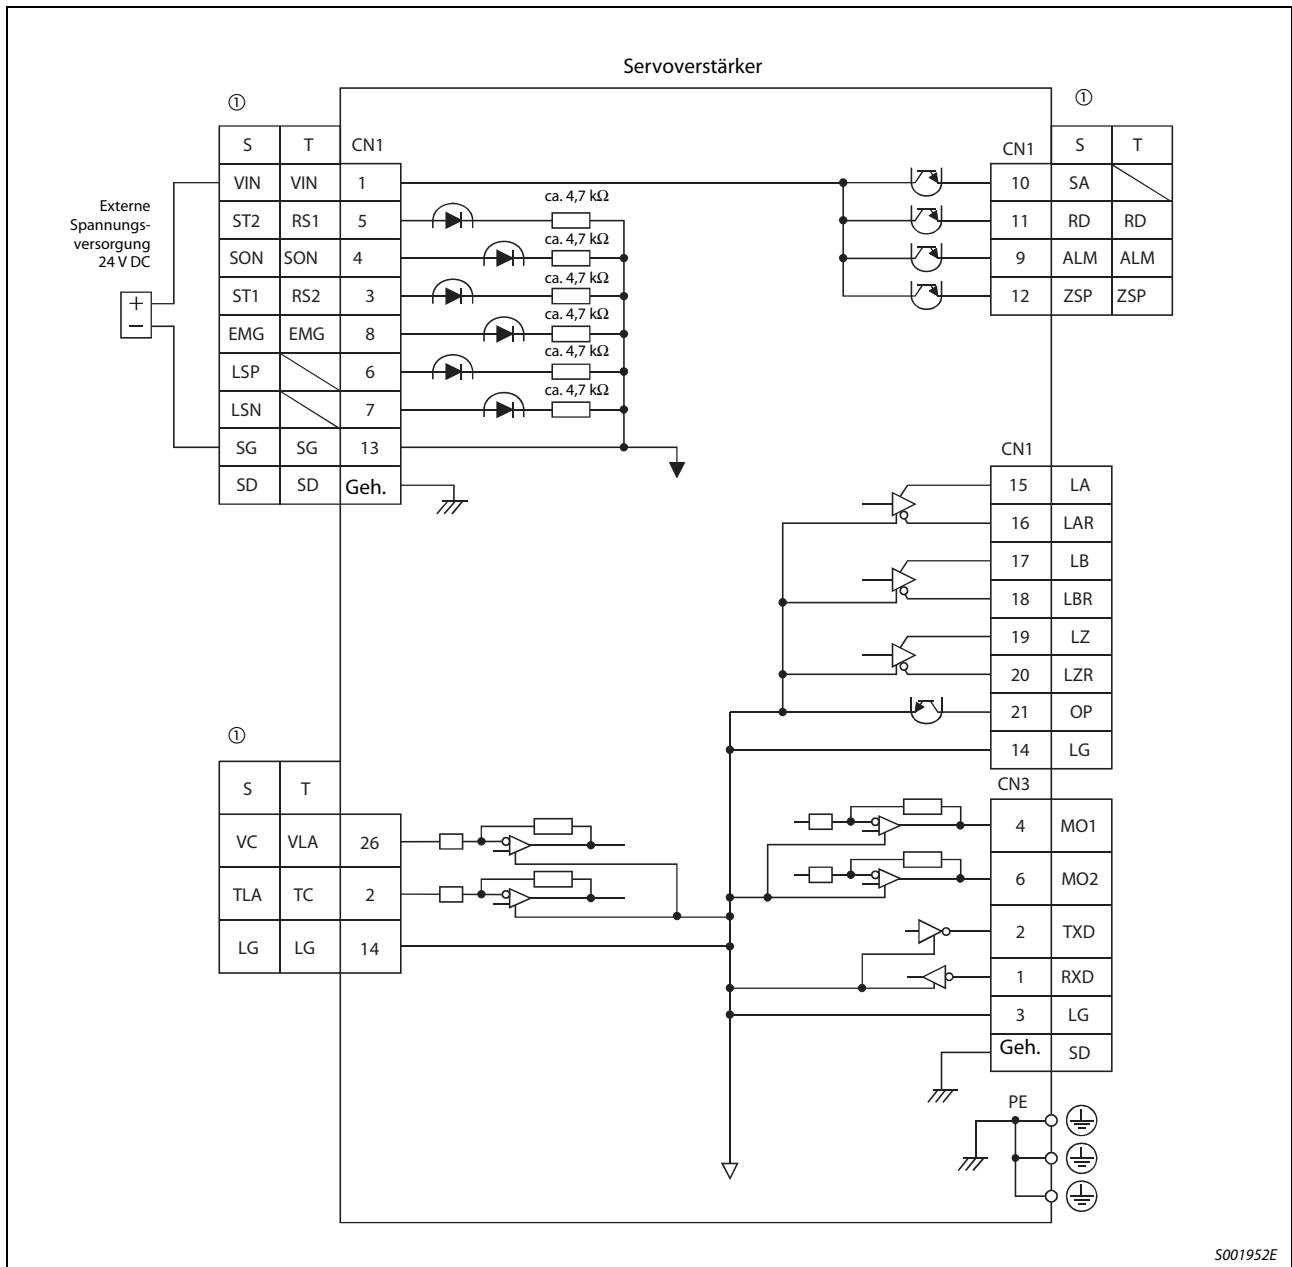 Servoverstärker
①
①
S T CN1
VIN VIN 1
ST2 RS1 5
SON SON 4
ST1 RS2 3
EMG EMG 8
LSP 6
LSN 7
SG SG 13
SD SD Geh.
Externe
Spannungs-
versorgung
24 V DC
+
−
ca. 4,7 kΩ
ca. 4,7 kΩ
ca. 4,7 kΩ
ca. 4,7 kΩ
ca. 4,7 kΩ
ca. 4,7 kΩ
CN1 S T
10 SA
11 RD RD
9 ALM ALM
12 ZSP ZSP
CN1
15 LA
16 LAR
17 LB
18 LBR
19 LZ
20 LZR
21 OP
14 LG
①
S T
VC VLA 26
TLA TC 2
LG LG 14
CN3
4 MO1
6 MO2
2 TXD
1 RXD
3 LG
Geh. SD
PE
S001952E